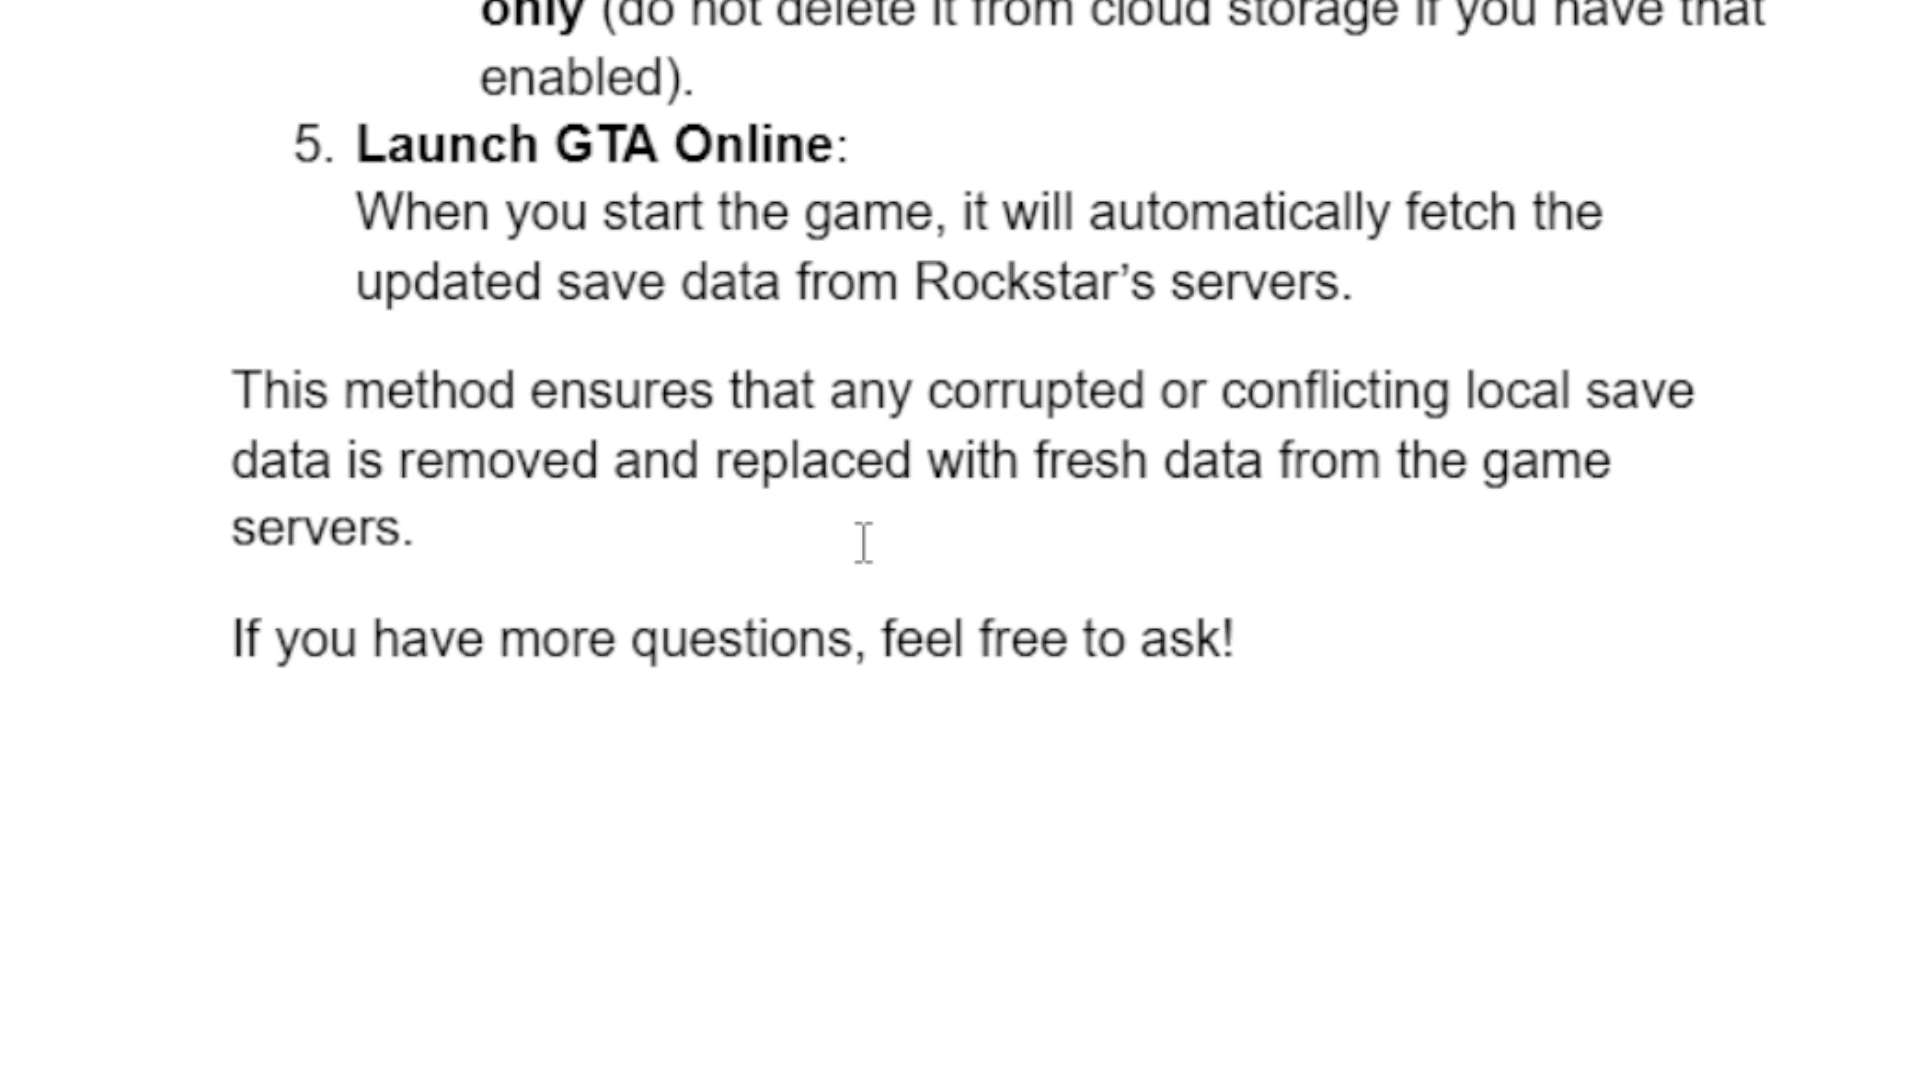 only (do not delete it from cloud storage if you have that
enabled).
5. Launch GTA Online:
When you start the game, it will automatically fetch the
updated save data from Rockstar’s servers.
This method ensures that any corrupted or conflicting local save
data is removed and replaced with fresh data from the game
servers.
If you have more questions, feel free to ask!